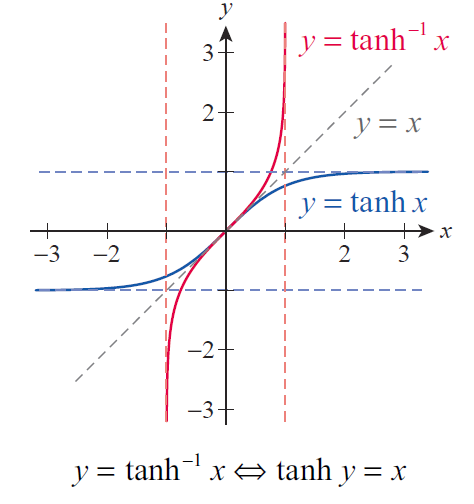 y
3
y = tanh⁻¹ x
2
y = x
y = tanh x
x
−3 −2 2 3
−2
−3
y = tanh⁻¹ x ⇔ tanh y = x